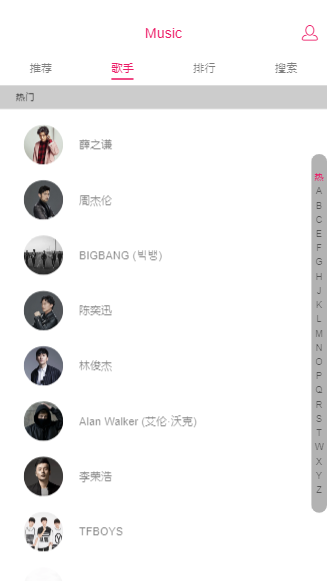 Music
推荐 歌手 排行 搜索
热门
薛之谦
周杰伦
BIGBANG (빅뱅)
陈奕迅
林俊杰
Alan Walker (艾伦·沃克)
李荣浩
TFBOYS
热
A
B
C
E
F
G
H
J
K
L
M
N
O
P
Q
R
S
T
W
X
Y
Z